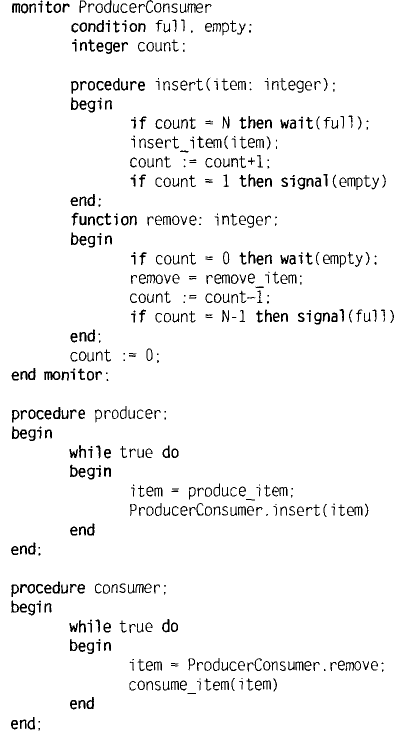 monitor ProducerConsumer
condition full, empty;
integer count;
procedure insert(item: integer);
begin
if count = N then wait(full);
insert_item(item);
count := count+1;
if count = 1 then signal(empty)
end;
function remove: integer;
begin
if count = 0 then wait(empty);
remove = remove_item;
count := count-1;
if count = N-1 then signal(full)
end;
count := 0;
end monitor;
procedure producer;
begin
while true do
begin
item = produce_item;
ProducerConsumer.insert(item)
end
end;
procedure consumer;
begin
while true do
begin
item = ProducerConsumer.remove;
consume_item(item)
end
end;